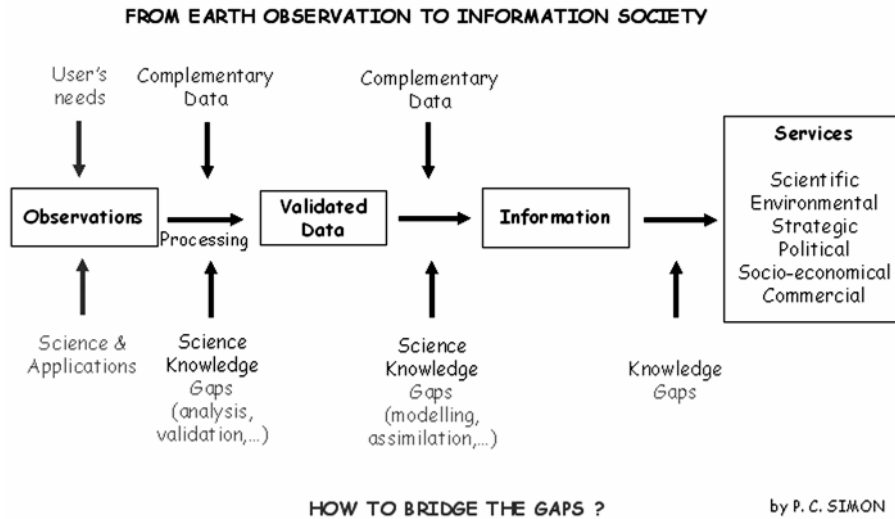 FROM EARTH OBSERVATION TO INFORMATION SOCIETY
User's
needs
Complementary
Data
Complementary
Data
Observations
Processing
Validated
Data
Information
Services
Scientific
Environmental
Strategic
Political
Socio-economical
Commercial
Science &
Applications
Science
Knowledge
Gaps
(analysis,
validation,...)
Science
Knowledge
Gaps
(modelling,
assimilation,...)
Knowledge
Gaps
HOW TO BRIDGE THE GAPS ?
by P. C. SIMON